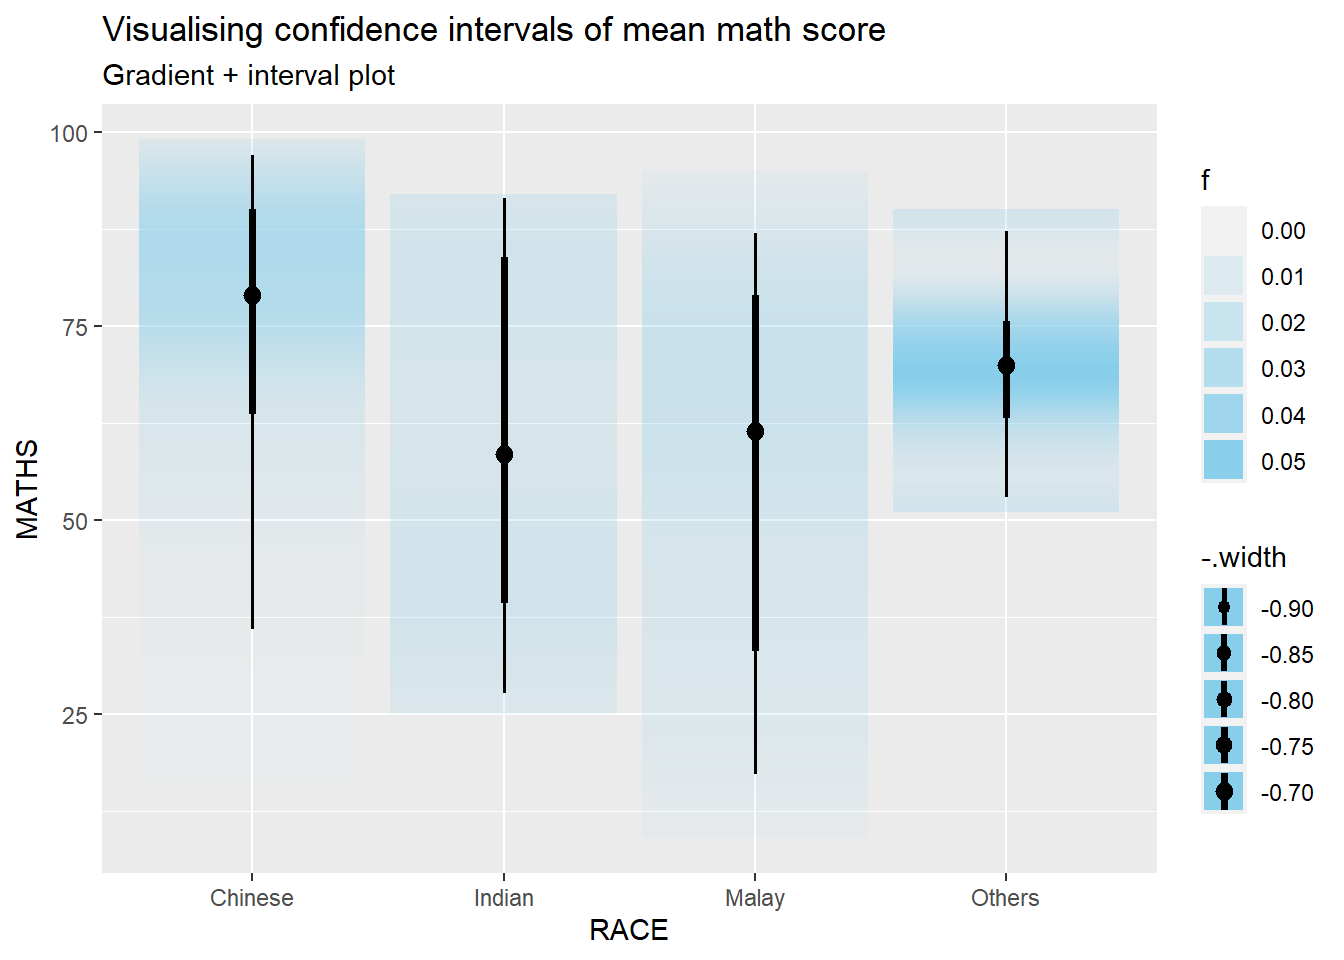 Visualising confidence intervals of mean math score
Gradient + interval plot
MATHS
100
75
50
25
Chinese
Indian
Malay
Others
RACE
f
0.00
0.01
0.02
0.03
0.04
0.05
-.width
-0.90
-0.85
-0.80
-0.75
-0.70